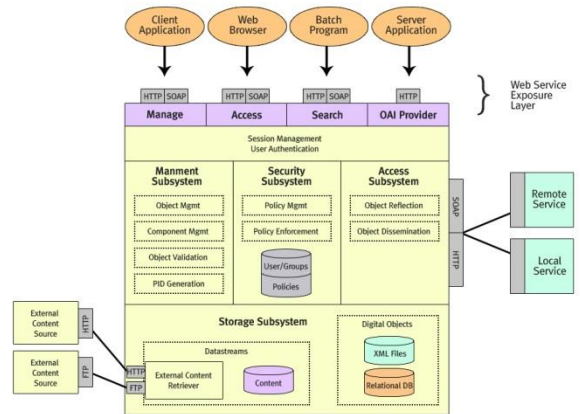 Client
Application
Web
Browser
Batch
Program
Server
Application
HTTP SOAP
HTTP SOAP
HTTP SOAP
HTTP
Web Service
Exposure
Layer
Manage
Access
Search
OAI Provider
Session Management
User Authentication
Manment
Subsystem
Object Mgmt
Component Mgmt
Object Validation
PID Generation
Security
Subsystem
Policy Mgmt
Policy Enforcement
User/Groups
Policies
Access
Subsystem
Object Reflection
Object Dissemination
SOAP
HTTP
Remote
Service
Local
Service
External
Content
Source
HTTP
External
Content
Source
FTP
Storage Subsystem
Datastreams
HTTP
FTP
External Content
Retriever
Content
Digital Objects
XML Files
Relational DB